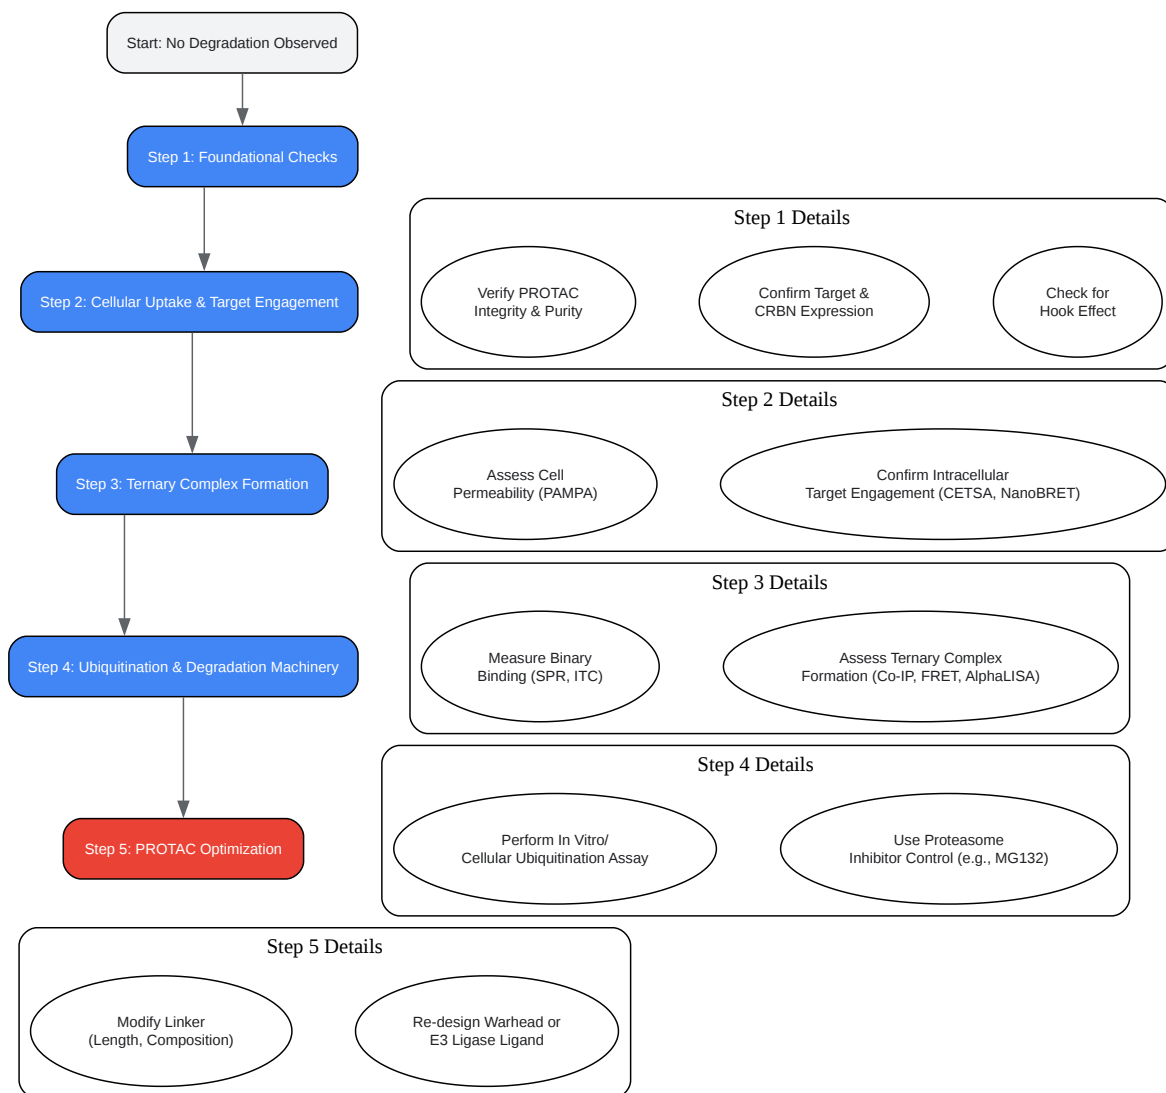 Start: No Degradation Observed
Step 1: Foundational Checks
Step 1 Details
Verify PROTAC
Integrity & Purity
Confirm Target &
CRBN Expression
Check for
Hook Effect
Step 2: Cellular Uptake & Target Engagement
Step 2 Details
Assess Cell
Permeability (PAMPA)
Confirm Intracellular
Target Engagement (CETSA, NanoBRET)
Step 3: Ternary Complex Formation
Step 3 Details
Measure Binary
Binding (SPR, ITC)
Assess Ternary Complex
Formation (Co-IP, FRET, AlphaLISA)
Step 4: Ubiquitination & Degradation Machinery
Step 4 Details
Perform In Vitro/
Cellular Ubiquitination Assay
Use Proteasome
Inhibitor Control (e.g., MG132)
Step 5: PROTAC Optimization
Step 5 Details
Modify Linker
(Length, Composition)
Re-design Warhead or
E3 Ligase Ligand